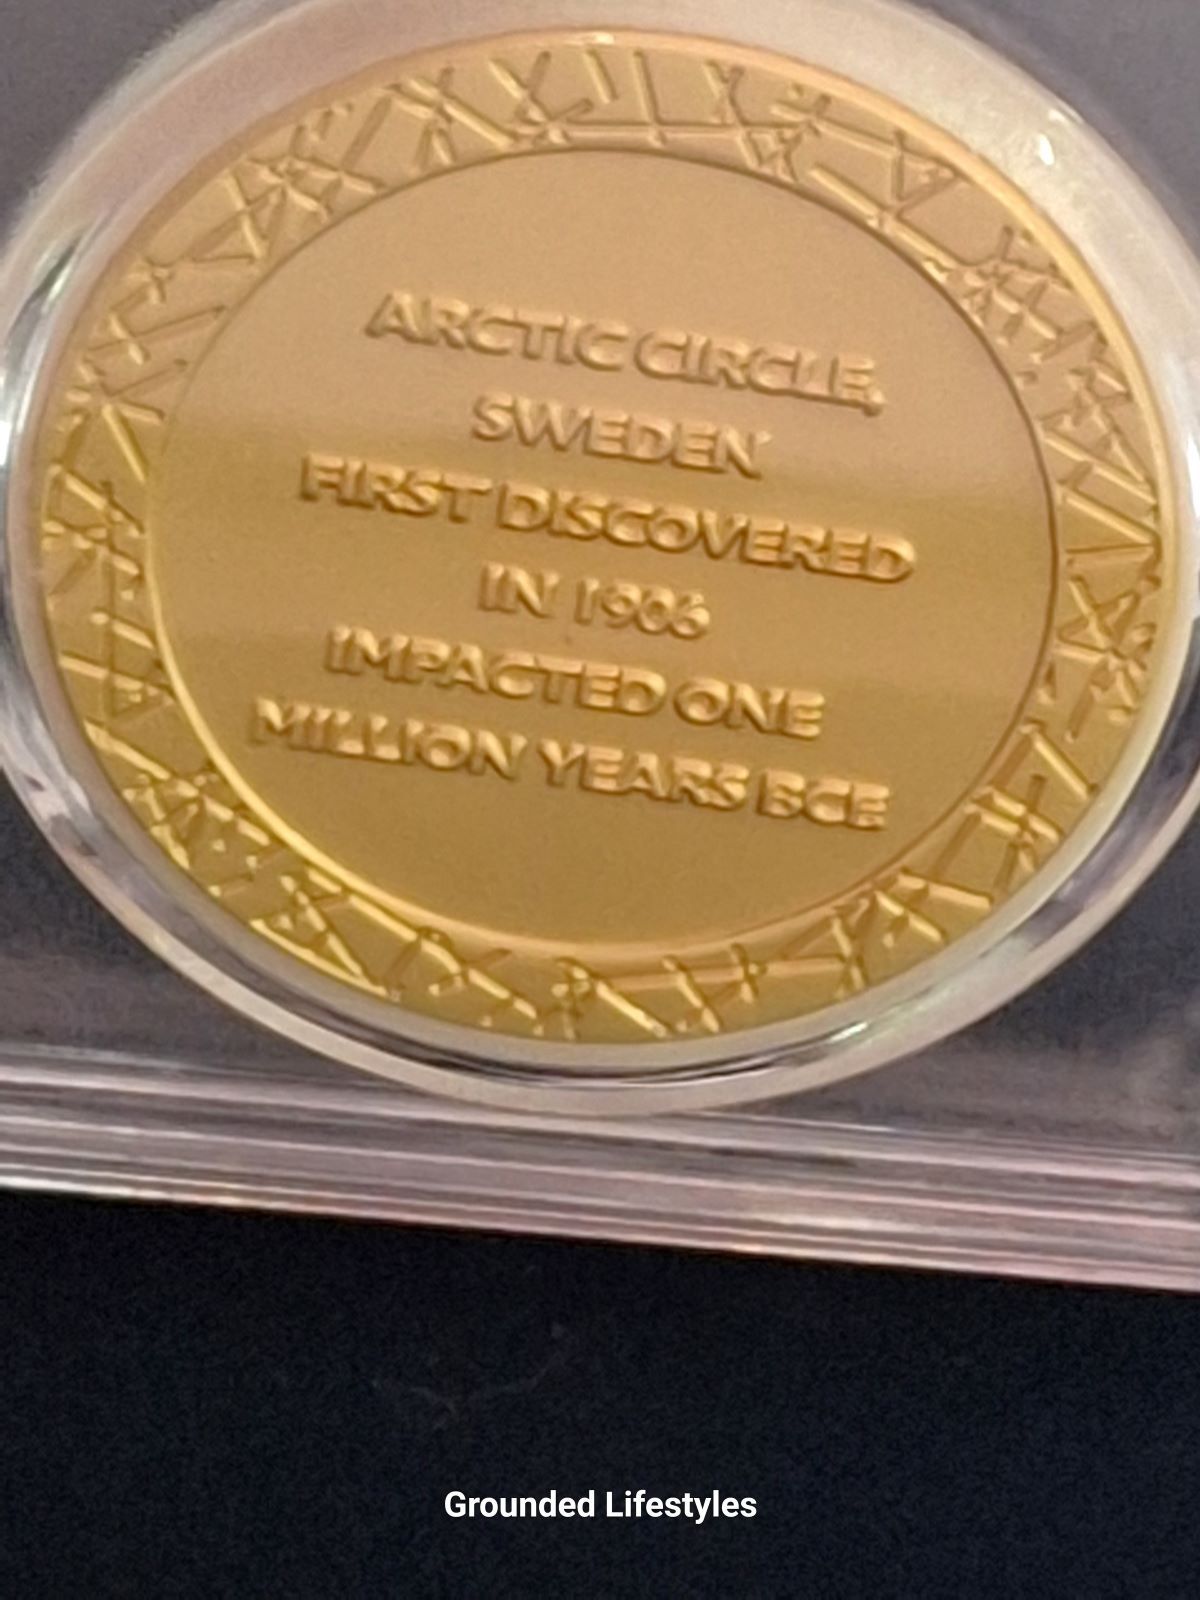 ARCTIC CIRCLE,
SWEDEN
FIRST DISCOVERED
IN 1906
IMPACTED ONE
MILLION YEARS BCE
Grounded Lifestyles